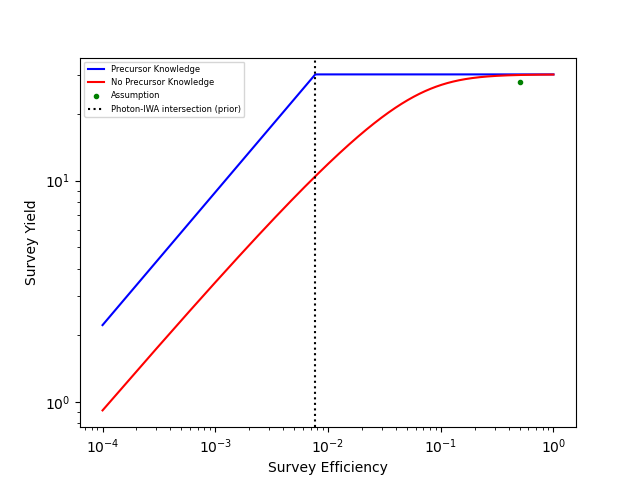 Precursor Knowledge
No Precursor Knowledge
Assumption
Photon-IWA intersection (prior)
Survey Yield
10¹
10⁰
10⁻⁴
10⁻³
10⁻²
10⁻¹
10⁰
Survey Efficiency